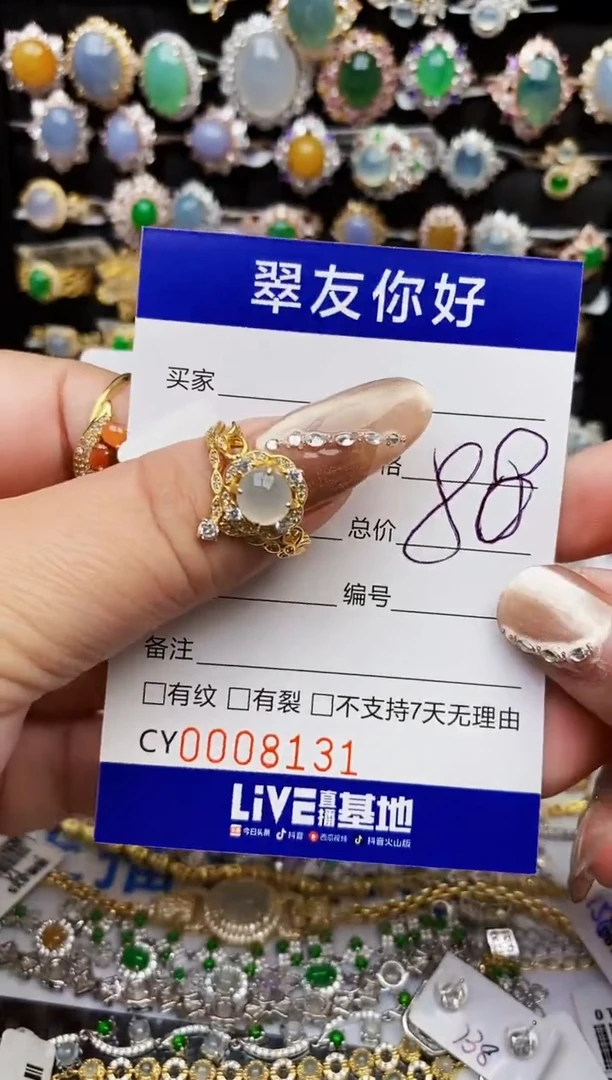 翠友你好
买家
格 88
总价
编号
备注
□有纹 □有裂 □不支持7天无理由
CY0008131
LiVE直播基地
今日头条 抖音 西瓜视频 抖音火山版
138